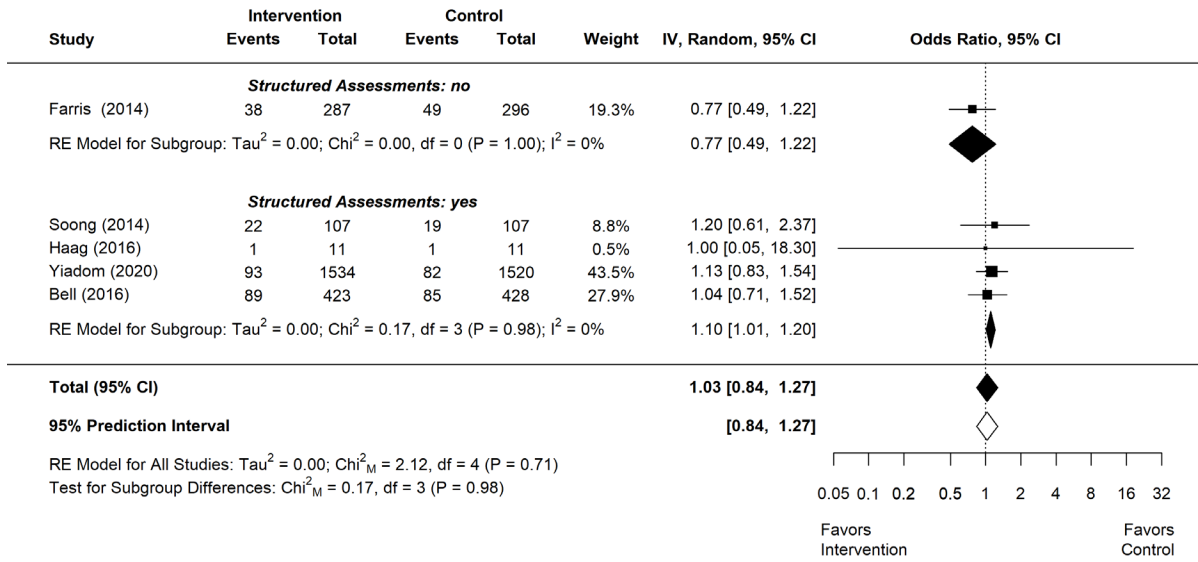 Intervention Control
Study Events Total Events Total Weight IV, Random, 95% CI Odds Ratio, 95% CI
Structured Assessments: no
Farris (2014) 38 287 49 296 19.3% 0.77 [0.49, 1.22]
RE Model for Subgroup: Tau² = 0.00; Chi² = 0.00, df = 0 (P = 1.00); I² = 0% 0.77 [0.49, 1.22]
Structured Assessments: yes
Soong (2014) 22 107 19 107 8.8% 1.20 [0.61, 2.37]
Haag (2016) 1 11 1 11 0.5% 1.00 [0.05, 18.30]
Yiadom (2020) 93 1534 82 1520 43.5% 1.13 [0.83, 1.54]
Bell (2016) 89 423 85 428 27.9% 1.04 [0.71, 1.52]
RE Model for Subgroup: Tau² = 0.00; Chi² = 0.17, df = 3 (P = 0.98); I² = 0% 1.10 [1.01, 1.20]
Total (95% CI) 1.03 [0.84, 1.27]
95% Prediction Interval [0.84, 1.27]
RE Model for All Studies: Tau² = 0.00; Chi²M = 2.12, df = 4 (P = 0.71)
Test for Subgroup Differences: Chi²M = 0.17, df = 3 (P = 0.98)
0.05 0.1 0.2 0.5 1 2 4 8 16 32
Favors Favors
Intervention Control